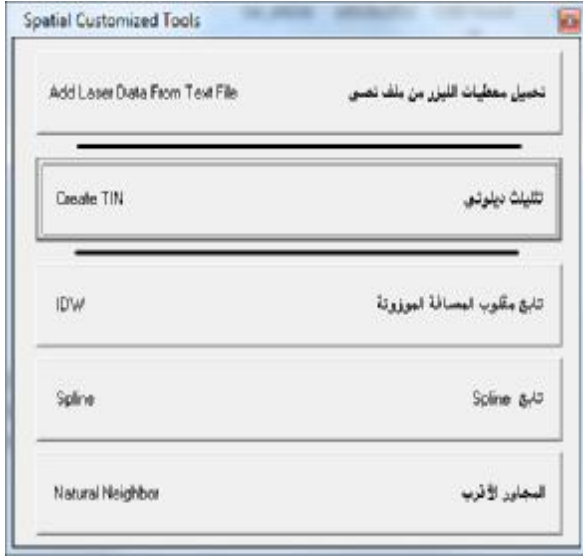 Spatial Customized Tools
Add Laser Data From Text File تحميل معطيات الليزر من ملف نصي
Create TIN تثليث ديلوني
IDW تابع مقلوب المسافة الموزونة
Spline تابع Spline
Natural Neighbor المجاور الأقرب